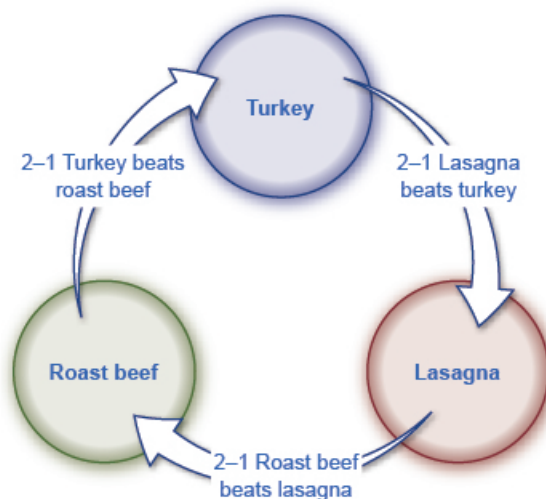 Turkey
2–1 Turkey beats
roast beef
2–1 Lasagna
beats turkey
Roast beef
Lasagna
2–1 Roast beef
beats lasagna